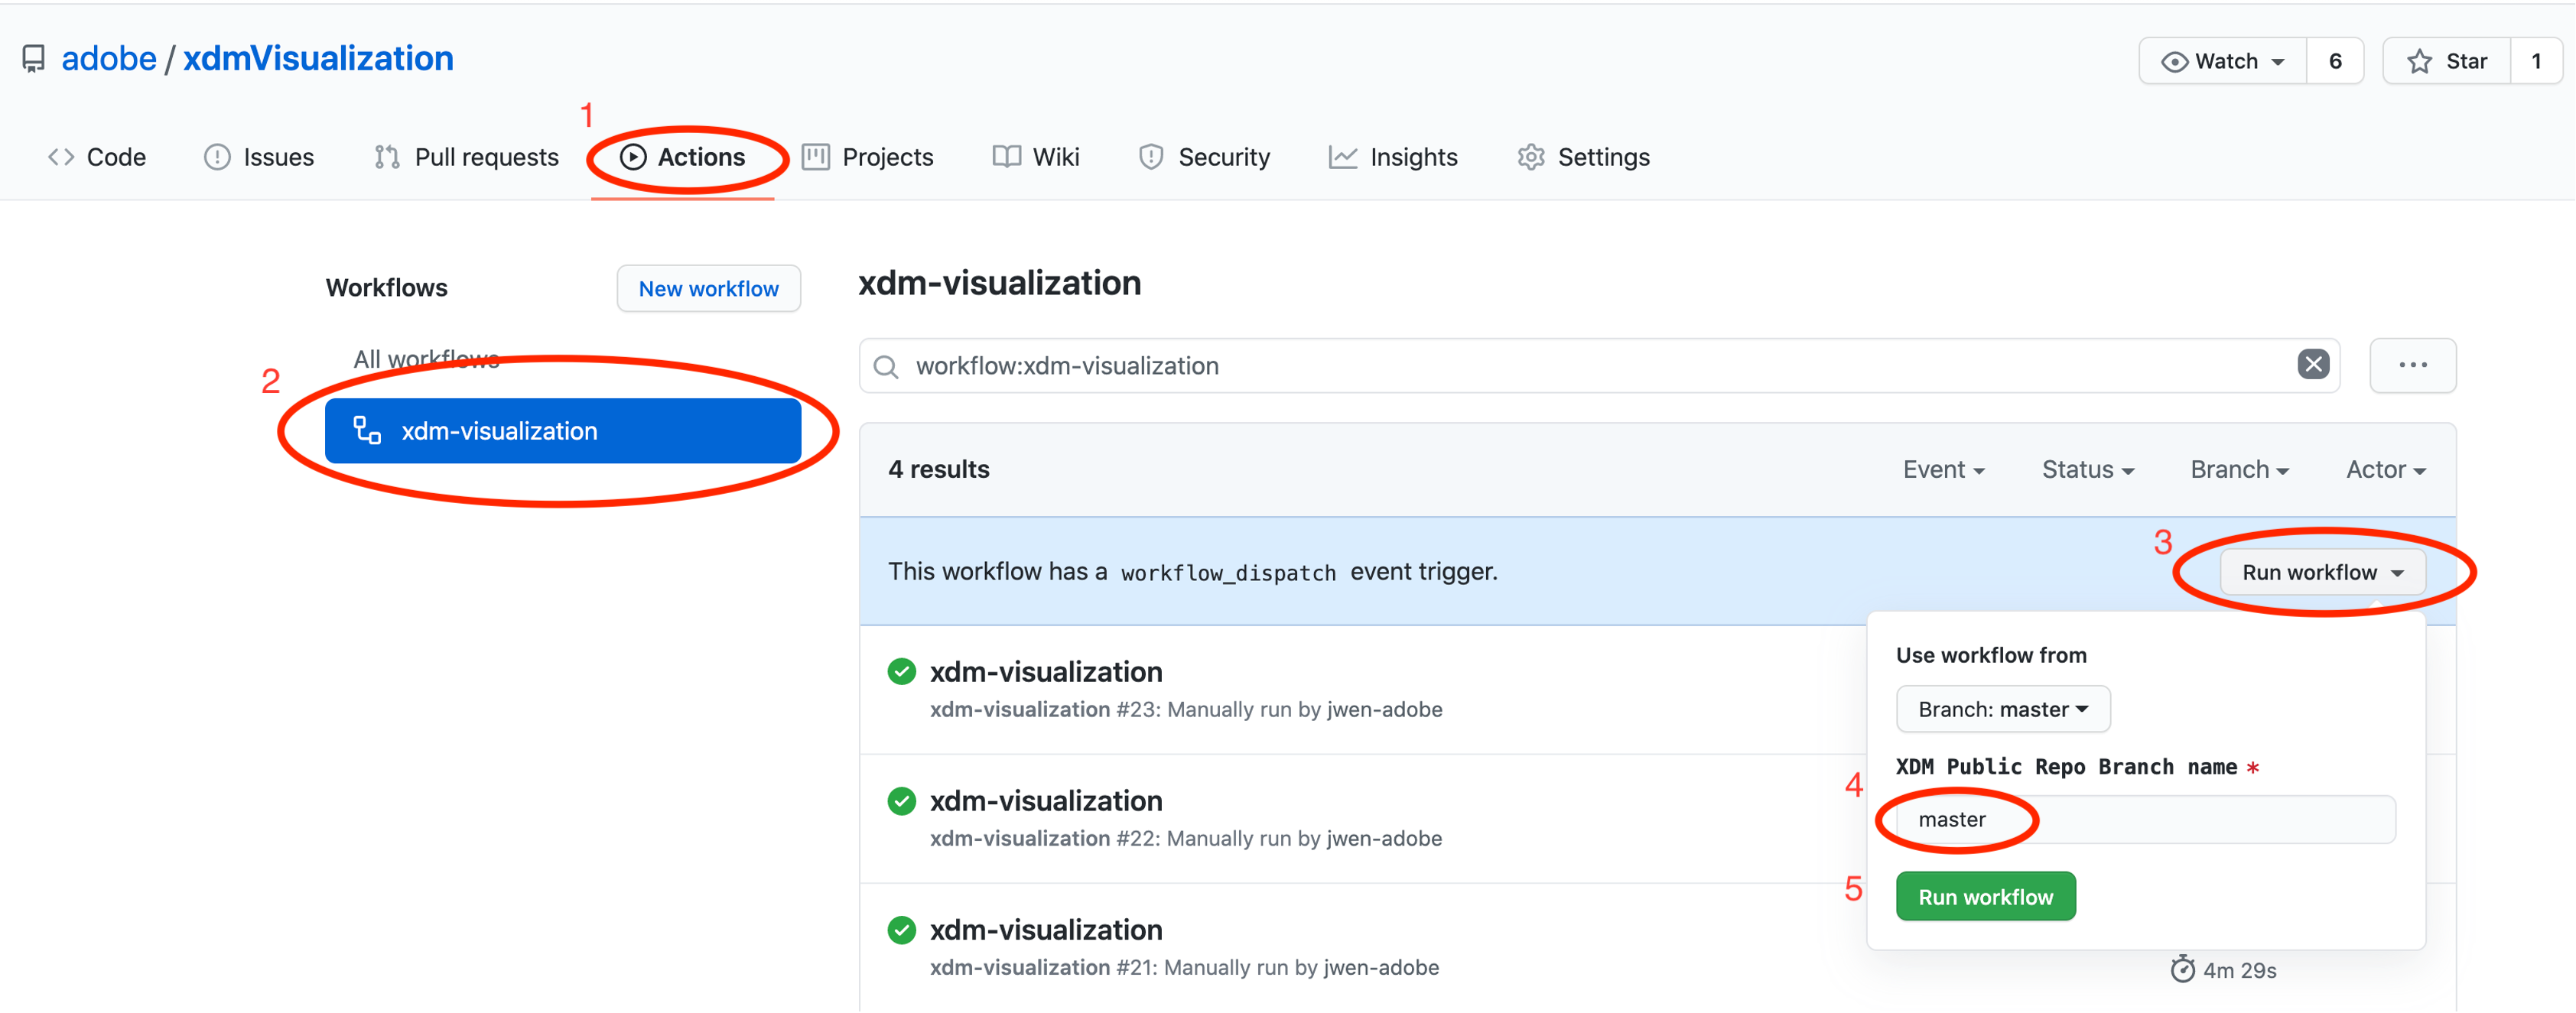 adobe / xdmVisualization
Watch 6
Star 1
1
Code
Issues
Pull requests
Actions
Projects
Wiki
Security
Insights
Settings
Workflows
New workflow
All workflows
2
xdm-visualization
xdm-visualization
workflow:xdm-visualization
4 results
Event
Status
Branch
Actor
This workflow has a workflow_dispatch event trigger.
3
Run workflow
Use workflow from
Branch: master
XDM Public Repo Branch name *
4
master
5
Run workflow
xdm-visualization
xdm-visualization #23: Manually run by jwen-adobe
xdm-visualization
xdm-visualization #22: Manually run by jwen-adobe
xdm-visualization
xdm-visualization #21: Manually run by jwen-adobe
4m 29s